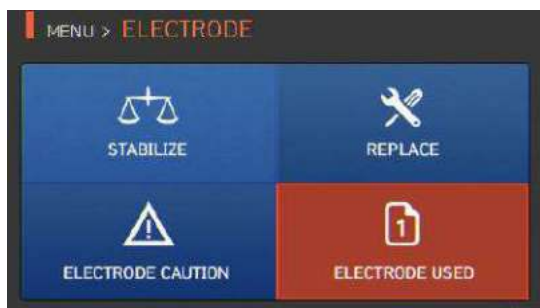 MENU > ELECTRODE
STABILIZE
REPLACE
ELECTRODE CAUTION
1
ELECTRODE USED